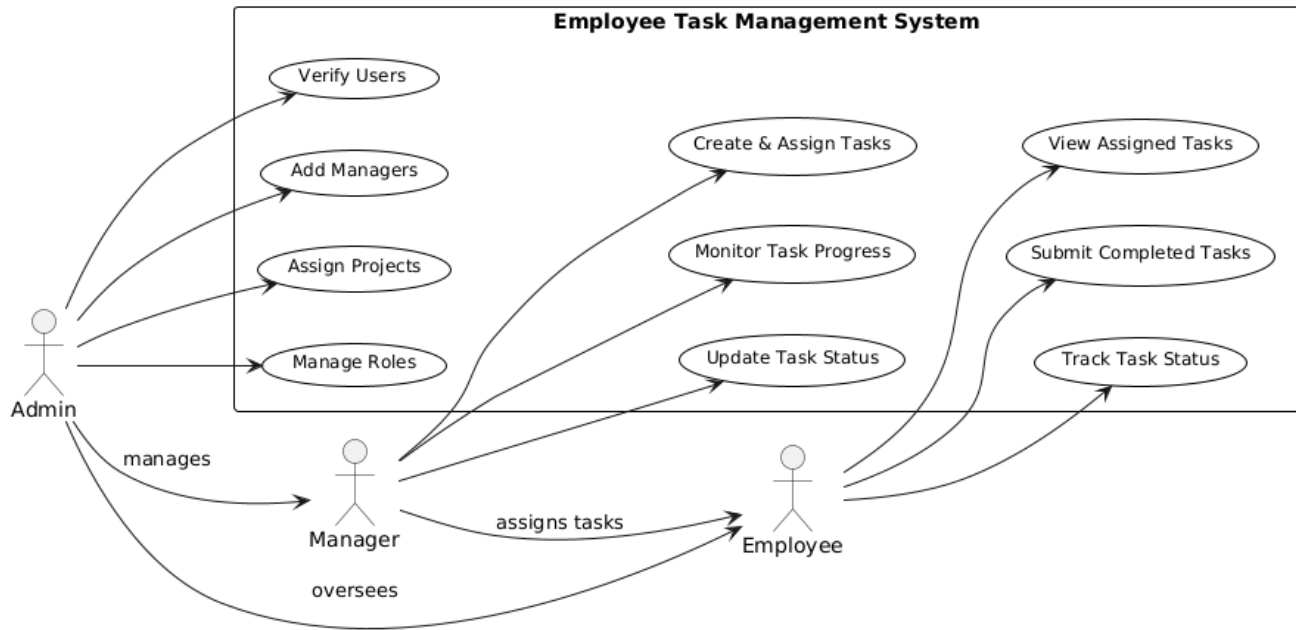 Employee Task Management System
Verify Users
Add Managers
Assign Projects
Manage Roles
Create & Assign Tasks
Monitor Task Progress
Update Task Status
View Assigned Tasks
Submit Completed Tasks
Track Task Status
Admin
manages
Manager
assigns tasks
Employee
oversees